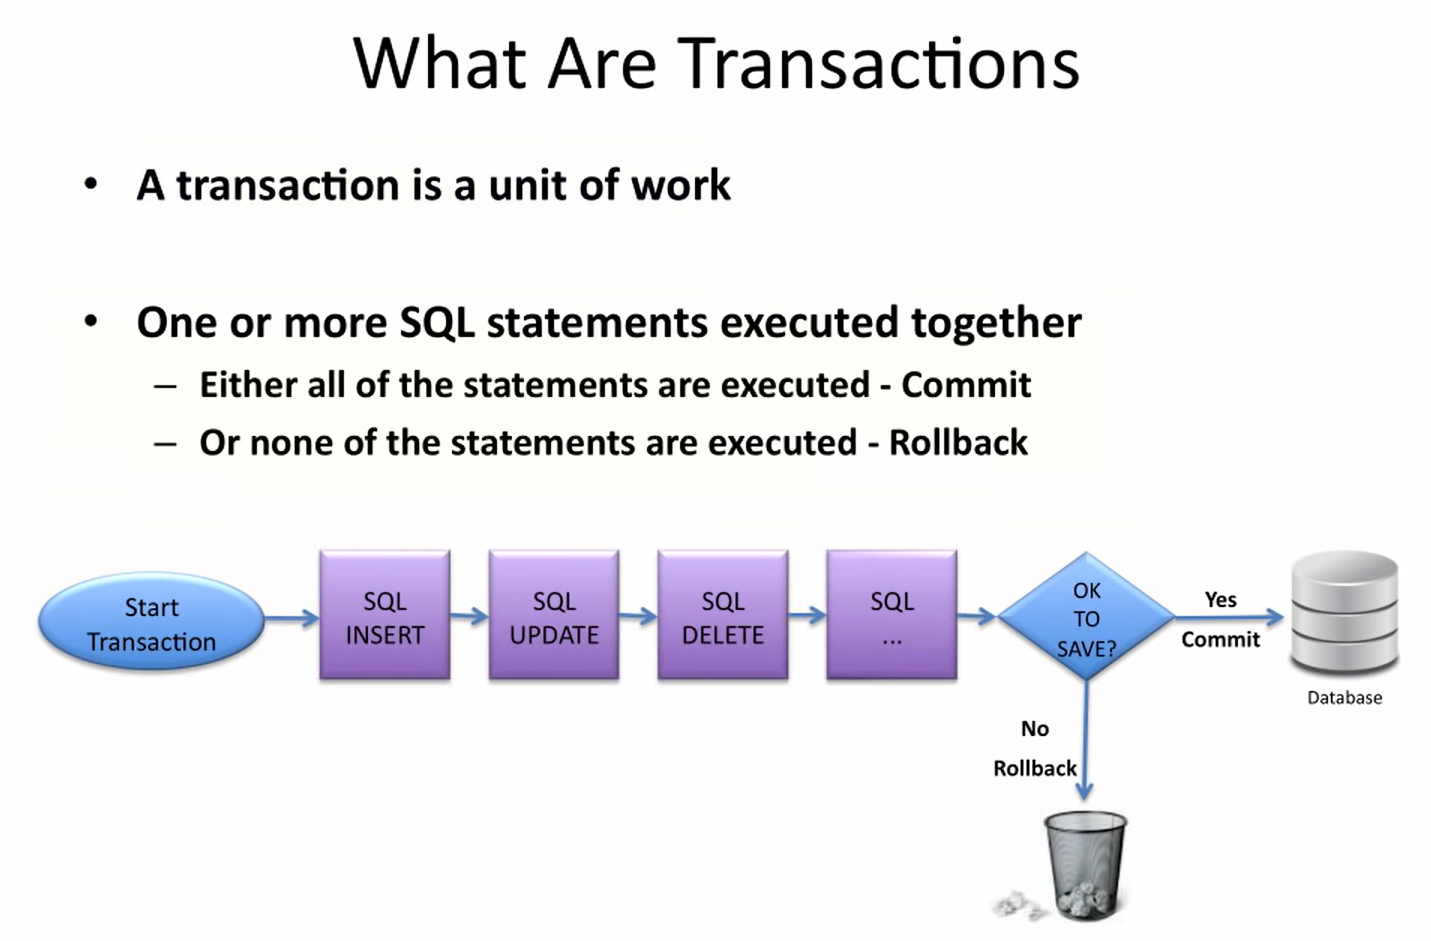 What Are Transactions
• A transaction is a unit of work
• One or more SQL statements executed together
– Either all of the statements are executed - Commit
– Or none of the statements are executed - Rollback
Start
Transaction
SQL
INSERT
SQL
UPDATE
SQL
DELETE
SQL
...
OK
TO
SAVE?
Yes
Commit
Database
No
Rollback